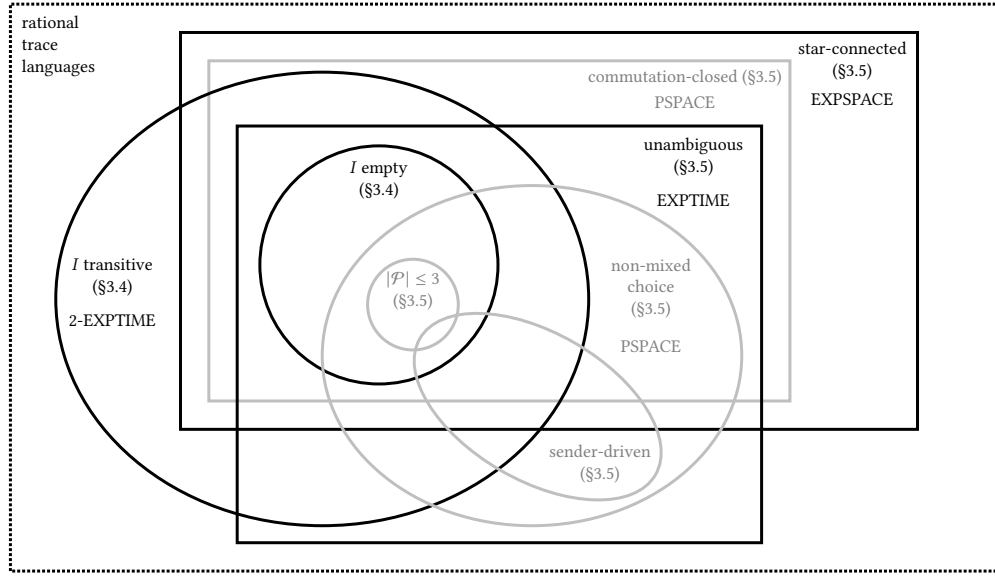 rational
trace
languages
star-connected
(§3.5)
EXPSPACE
commutation-closed (§3.5)
PSPACE
unambiguous
(§3.5)
EXPTIME
I empty
(§3.4)
I transitive
(§3.4)
2-EXPTIME
|𝒫| ≤ 3
(§3.5)
non-mixed
choice
(§3.5)
PSPACE
sender-driven
(§3.5)